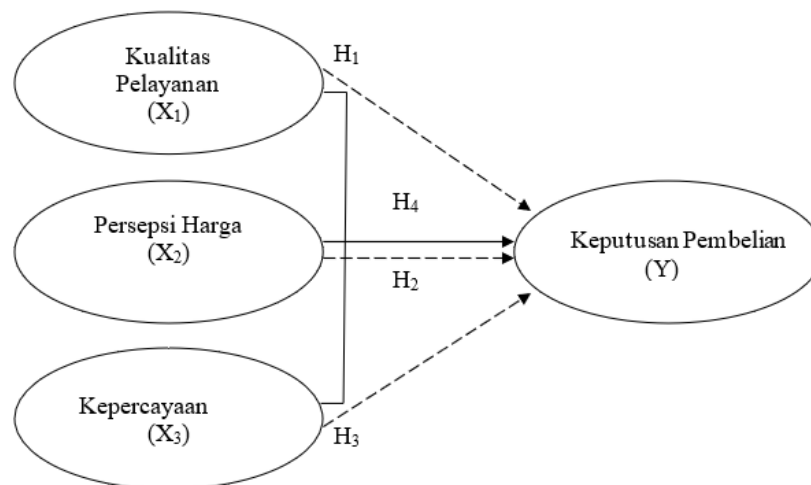 Kualitas
Pelayanan
(X₁)
H₁
Persepsi Harga
(X₂)
H₄
H₂
Keputusan Pembelian
(Y)
Kepercayaan
(X₃)
H₃